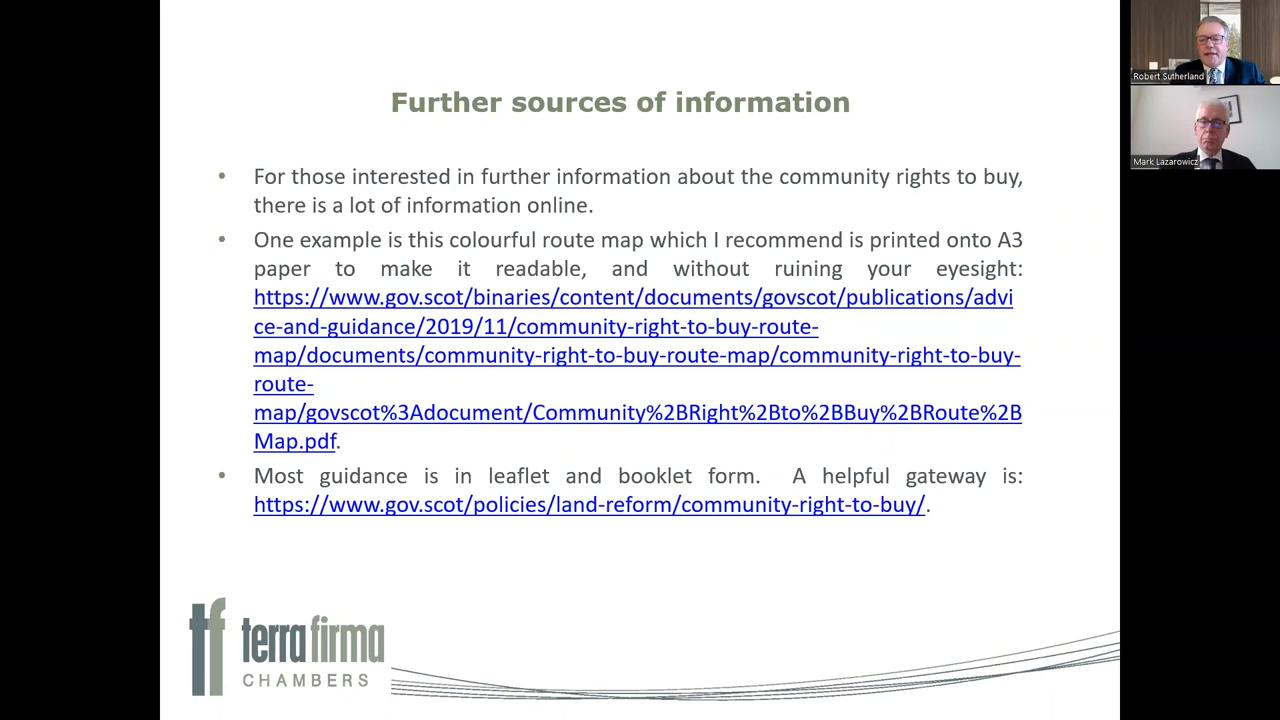 Further sources of information
• For those interested in further information about the community rights to buy,
there is a lot of information online.
• One example is this colourful route map which I recommend is printed onto A3
paper to make it readable, and without ruining your eyesight:
https://www.gov.scot/binaries/content/documents/govscot/publications/advi
ce-and-guidance/2019/11/community-right-to-buy-route-
map/documents/community-right-to-buy-route-map/community-right-to-buy-
route-
map/govscot%3Adocument/Community%2BRight%2Bto%2BBuy%2BRoute%2B
Map.pdf.
• Most guidance is in leaflet and booklet form. A helpful gateway is:
https://www.gov.scot/policies/land-reform/community-right-to-buy/.
tf terra firma
CHAMBERS
Robert Sutherland
Mark Lazarowicz